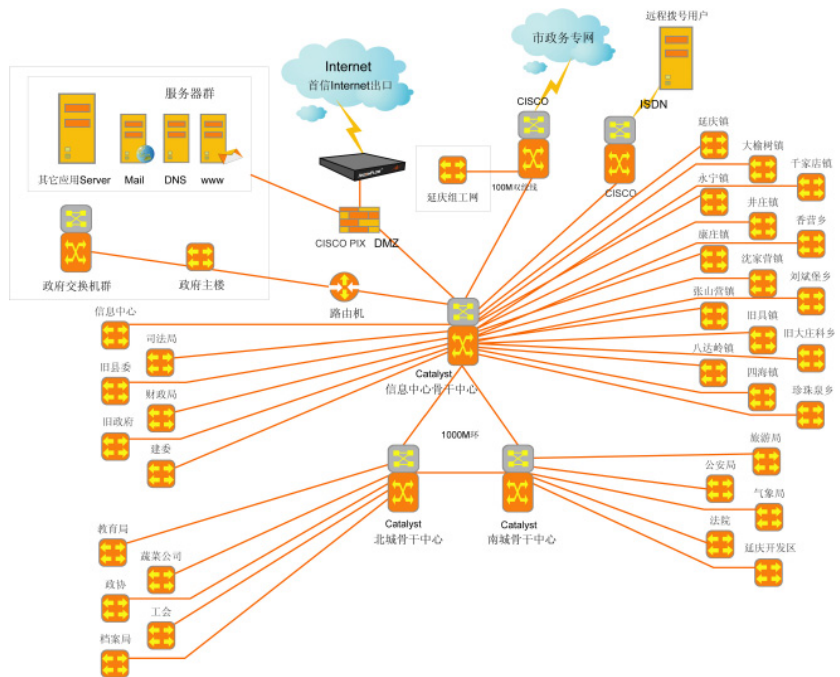 远程拨号用户
市政务专网
Internet
首信Internet出口
服务器群
其它应用Server
Mail
DNS
www
CISCO
ISDN
延庆组工网
100M双绞线
CISCO
CISCO PIX
DMZ
政府交换机群
政府主楼
路由机
延庆镇
大榆树镇
千家店镇
永宁镇
井庄镇
香营乡
康庄镇
沈家营镇
刘斌堡乡
张山营镇
旧县镇
旧大庄科乡
八达岭镇
四海镇
珍珠泉乡
信息中心
司法局
旧县委
财政局
旧政府
建委
Catalyst
信息中心骨干中心
1000M环
Catalyst
北城骨干中心
Catalyst
南城骨干中心
旅游局
公安局
气象局
法院
延庆开发区
教育局
蔬菜公司
政协
工会
档案局